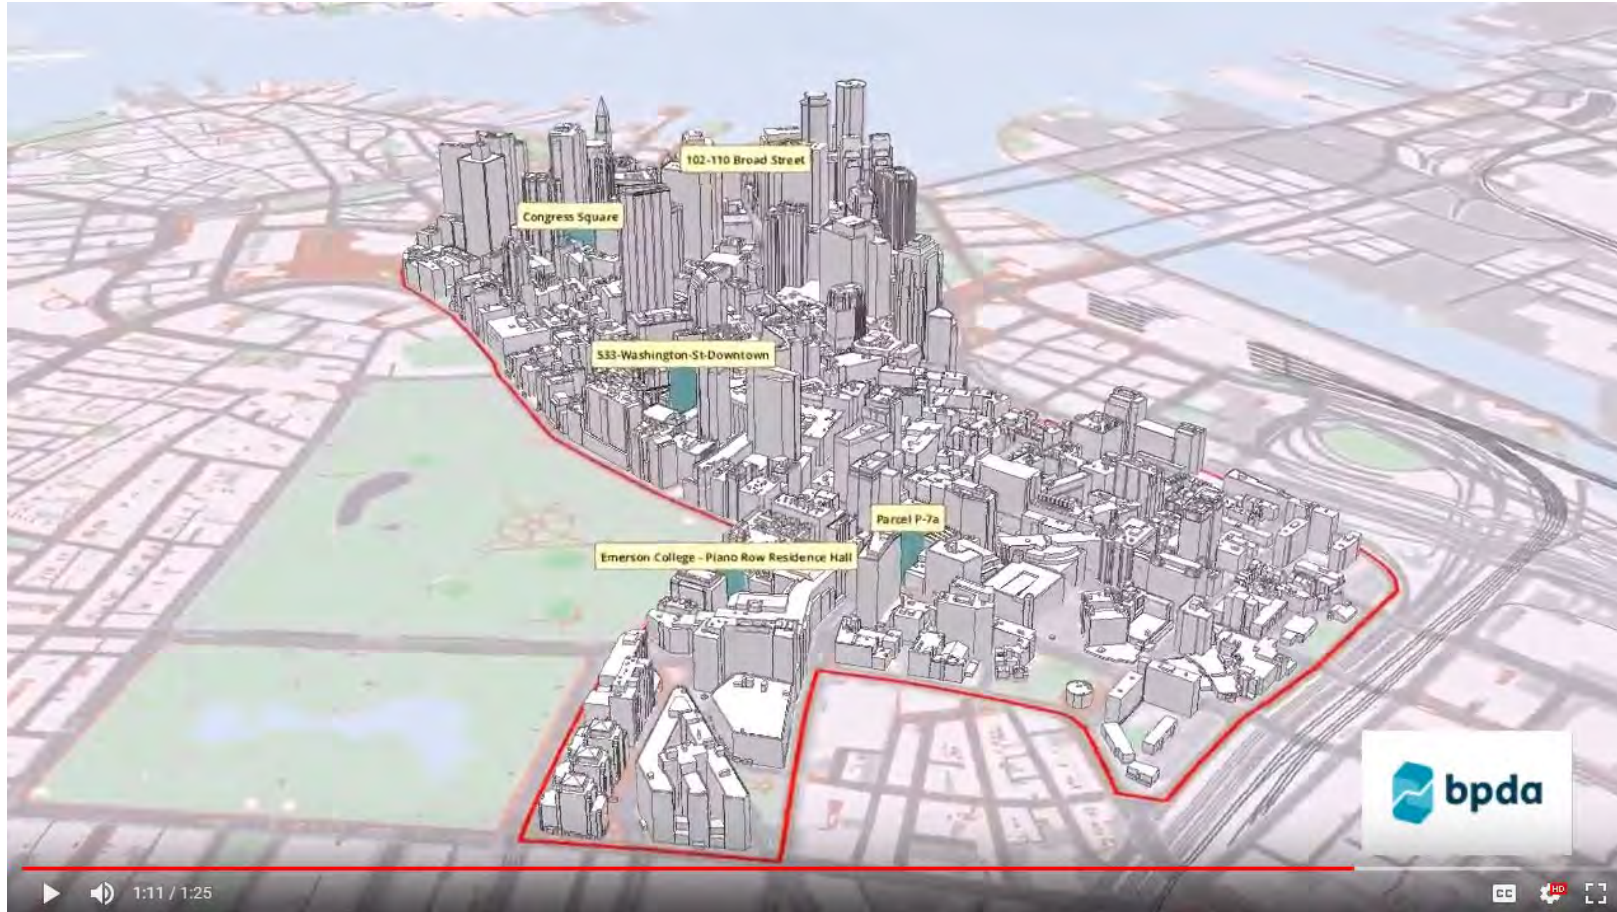 102-110 Broad Street
Congress Square
533-Washington-St-Downtown
Parcel P-7a
Emerson College - Piano Row Residence Hall
bpda
1:11 / 1:25
CC
HD